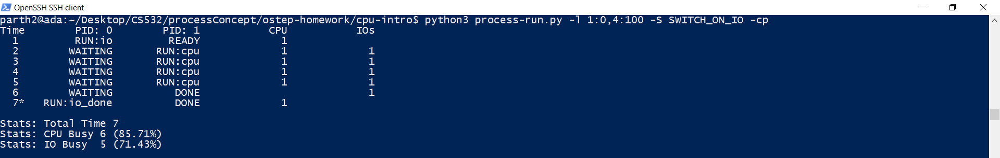 OpenSSH SSH client
parth2@ada:~/Desktop/CS532/processConcept/ostep-homework/cpu-intro$ python3 process-run.py -l 1:0,4:100 -S SWITCH_ON_IO -cp
Time PID: 0 PID: 1 CPU IOs
1 RUN:io READY 1
2 WAITING RUN:cpu 1 1
3 WAITING RUN:cpu 1 1
4 WAITING RUN:cpu 1 1
5 WAITING RUN:cpu 1 1
6 WAITING DONE 1
7* RUN:io_done DONE 1
Stats: Total Time 7
Stats: CPU Busy 6 (85.71%)
Stats: IO Busy 5 (71.43%)